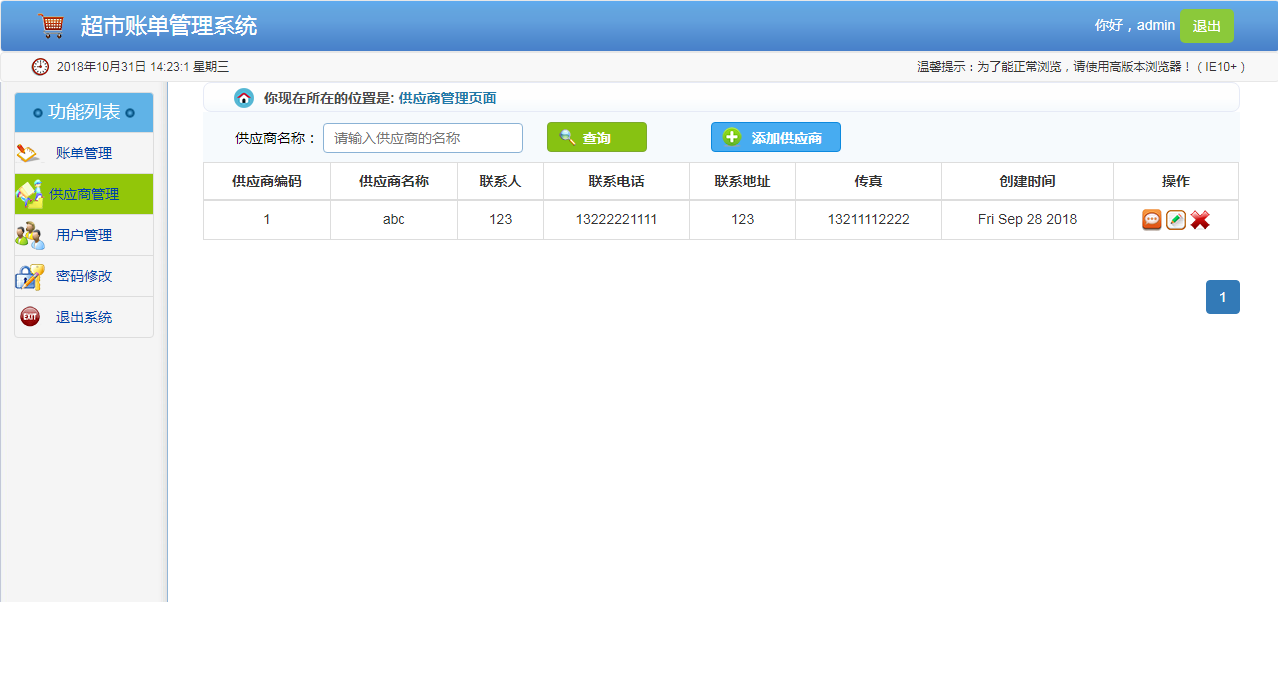 超市账单管理系统
你好，admin 退出
2018年10月31日 14:23:1 星期三
温馨提示：为了能正常浏览，请使用高版本浏览器！（IE10+）
功能列表
账单管理
供应商管理
用户管理
密码修改
EXIT 退出系统
你现在所在的位置是: 供应商管理页面
供应商名称： 请输入供应商的名称 查询 添加供应商
供应商编码 供应商名称 联系人 联系电话 联系地址 传真 创建时间 操作
1 abc 123 13222221111 123 13211112222 Fri Sep 28 2018
1